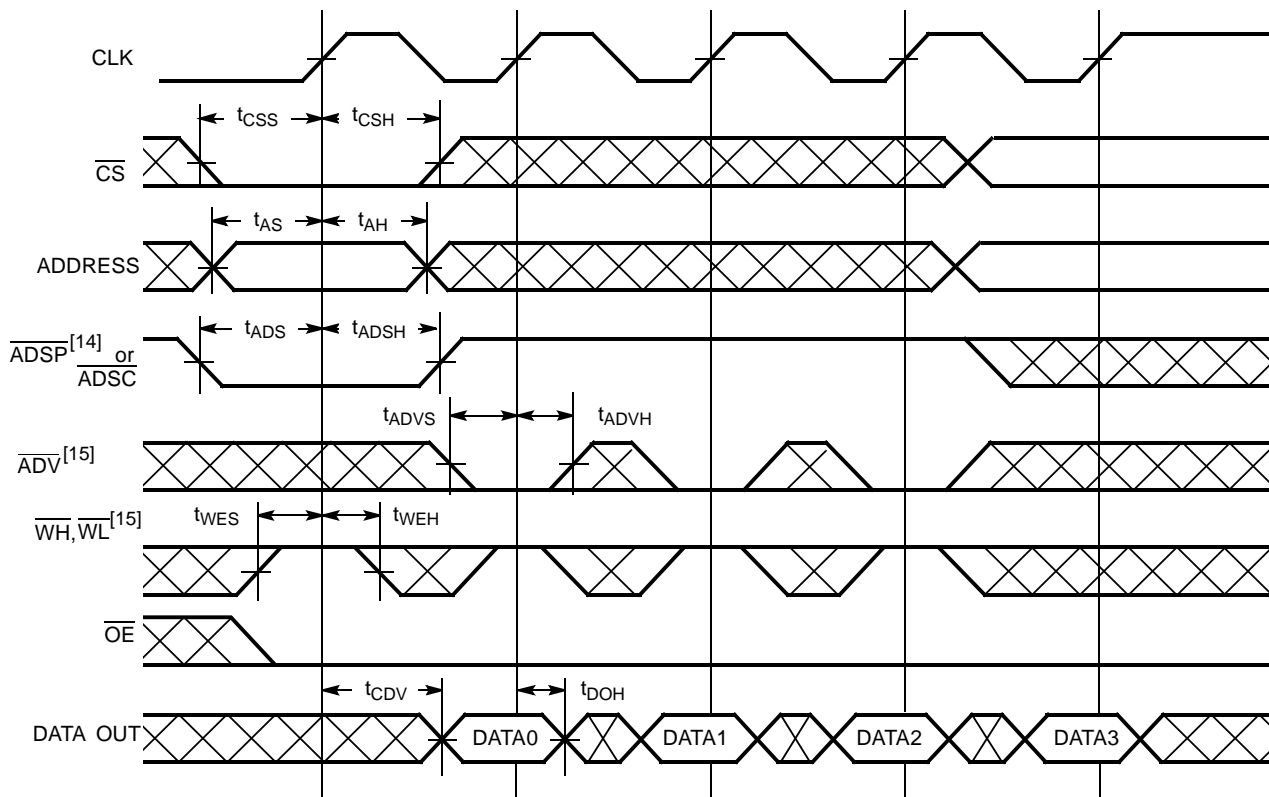 CLK
tCSS tCSH
CS
tAS tAH
ADDRESS
tADS tADSH
ADSP[14] or
ADSC
tADVS tADVH
ADV[15]
tWES tWEH
WH, WL[15]
OE
tCDV tDOH
DATA OUT DATA0 DATA1 DATA2 DATA3